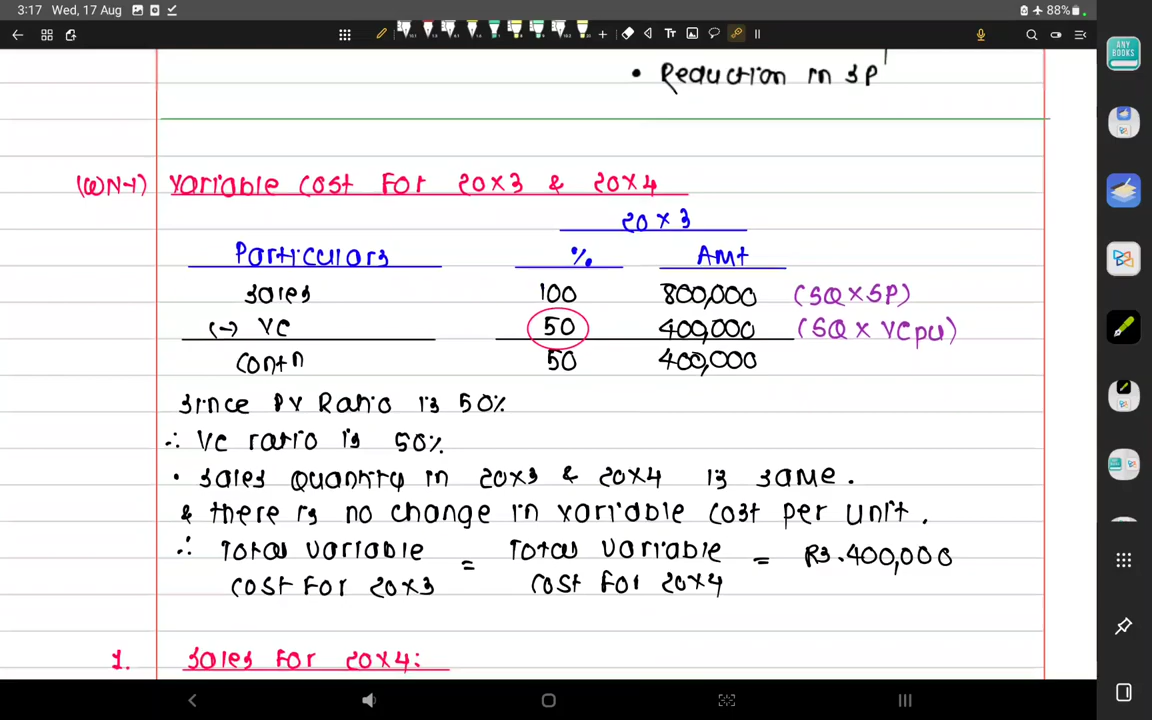 3:17 Wed, 17 Aug
88%
• Reduction in SP
(WN-1) Variable Cost For 20X3 & 20X4
20X3
Particulars % Amt
Sales 100 800,000 (SQ X SP)
(-) VC 50 400,000 (SQ X VCpu)
Contn 50 400,000
Since PV Ratio is 50%
∴ VC ratio is 50%
• Sales Quantity in 20X3 & 20X4 is same.
& there is no change in variable cost per unit.
∴ Total variable = Total variable = Rs.400,000
cost for 20X3 cost for 20X4
1. Sales For 20X4:
ANY BOOKS